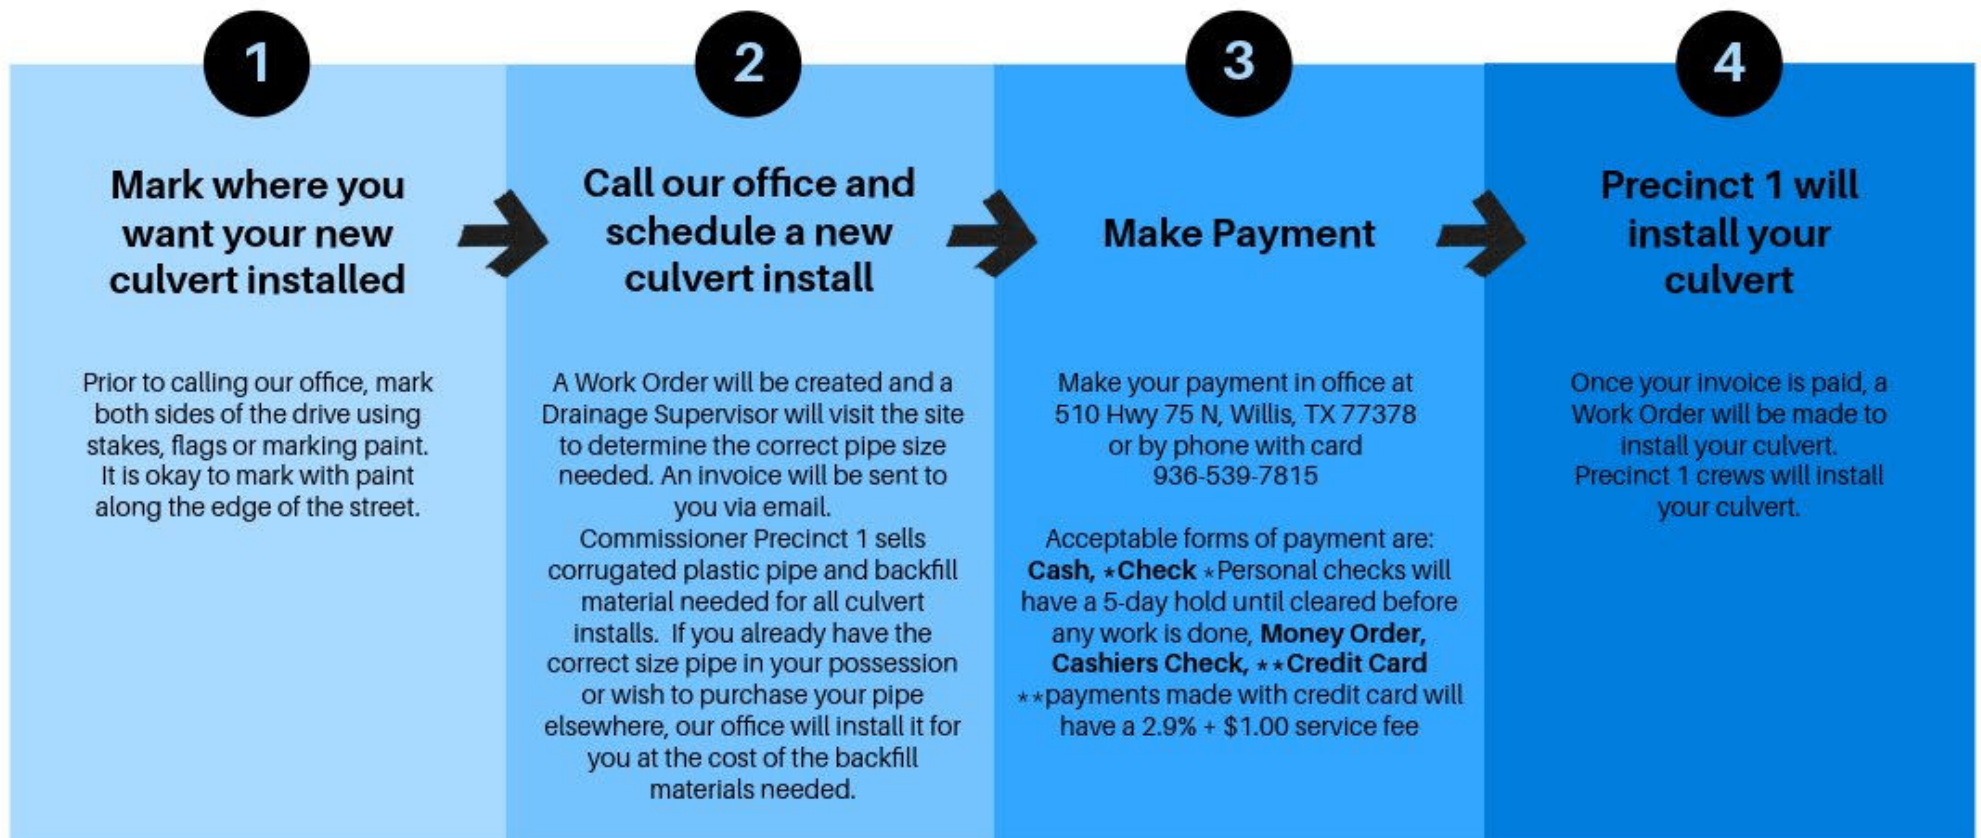 1
Mark where you
want your new
culvert installed
Prior to calling our office, mark
both sides of the drive using
stakes, flags or marking paint.
It is okay to mark with paint
along the edge of the street.
2
Call our office and
schedule a new
culvert install
A Work Order will be created and a
Drainage Supervisor will visit the site
to determine the correct pipe size
needed. An invoice will be sent to
you via email.
Commissioner Precinct 1 sells
corrugated plastic pipe and backfill
material needed for all culvert
installs. If you already have the
correct size pipe in your possession
or wish to purchase your pipe
elsewhere, our office will install it for
you at the cost of the backfill
materials needed.
3
Make Payment
Make your payment in office at
510 Hwy 75 N, Willis, TX 77378
or by phone with card
936-539-7815
Acceptable forms of payment are:
Cash, *Check *Personal checks will
have a 5-day hold until cleared before
any work is done, Money Order,
Cashiers Check, **Credit Card
**payments made with credit card will
have a 2.9% + $1.00 service fee
4
Precinct 1 will
install your
culvert
Once your invoice is paid, a
Work Order will be made to
install your culvert.
Precinct 1 crews will install
your culvert.